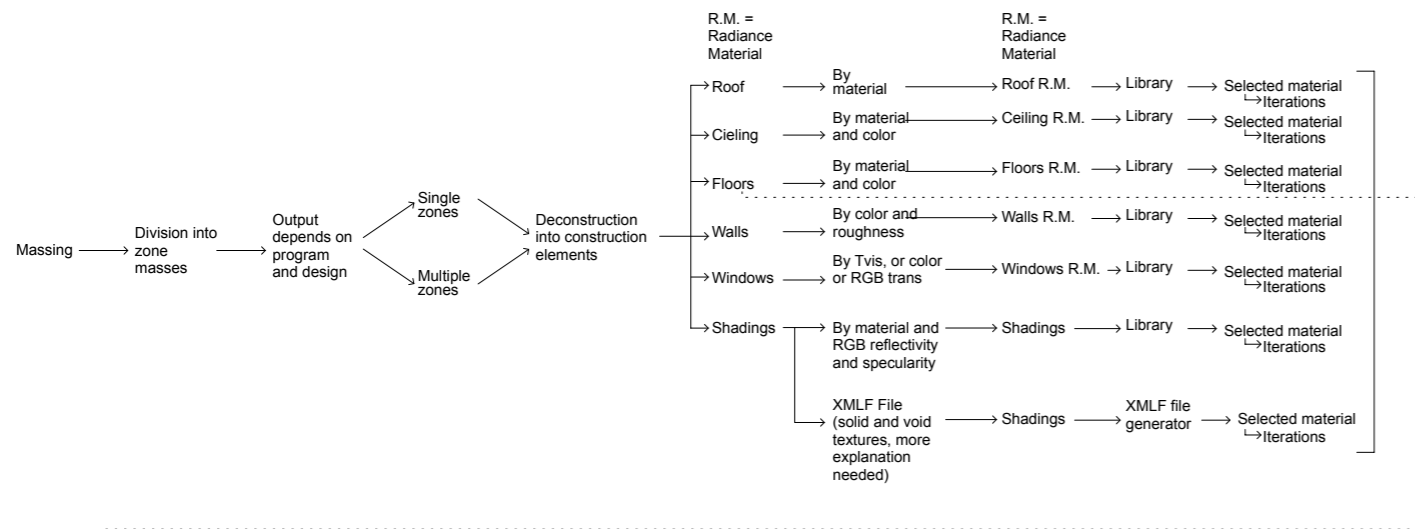 R.M. =
Radiance
Material
R.M. =
Radiance
Material
Massing
Division into
zone
masses
Output
depends on
program
and design
Single
zones
Multiple
zones
Deconstruction
into construction
elements
Roof
By
material
Roof R.M.
Library
Selected material
Iterations
Cieling
By material
and color
Ceiling R.M.
Library
Selected material
Iterations
Floors
By material
and color
Floors R.M.
Library
Selected material
Iterations
Walls
By color and
roughness
Walls R.M.
Library
Selected material
Iterations
Windows
By Tvis, or color
or RGB trans
Windows R.M.
Library
Selected material
Iterations
Shadings
By material and
RGB reflectivity
and specularity
Shadings
Library
Selected material
Iterations
XMLF File
(solid and void
textures, more
explanation
needed)
Shadings
XMLF file
generator
Selected material
Iterations